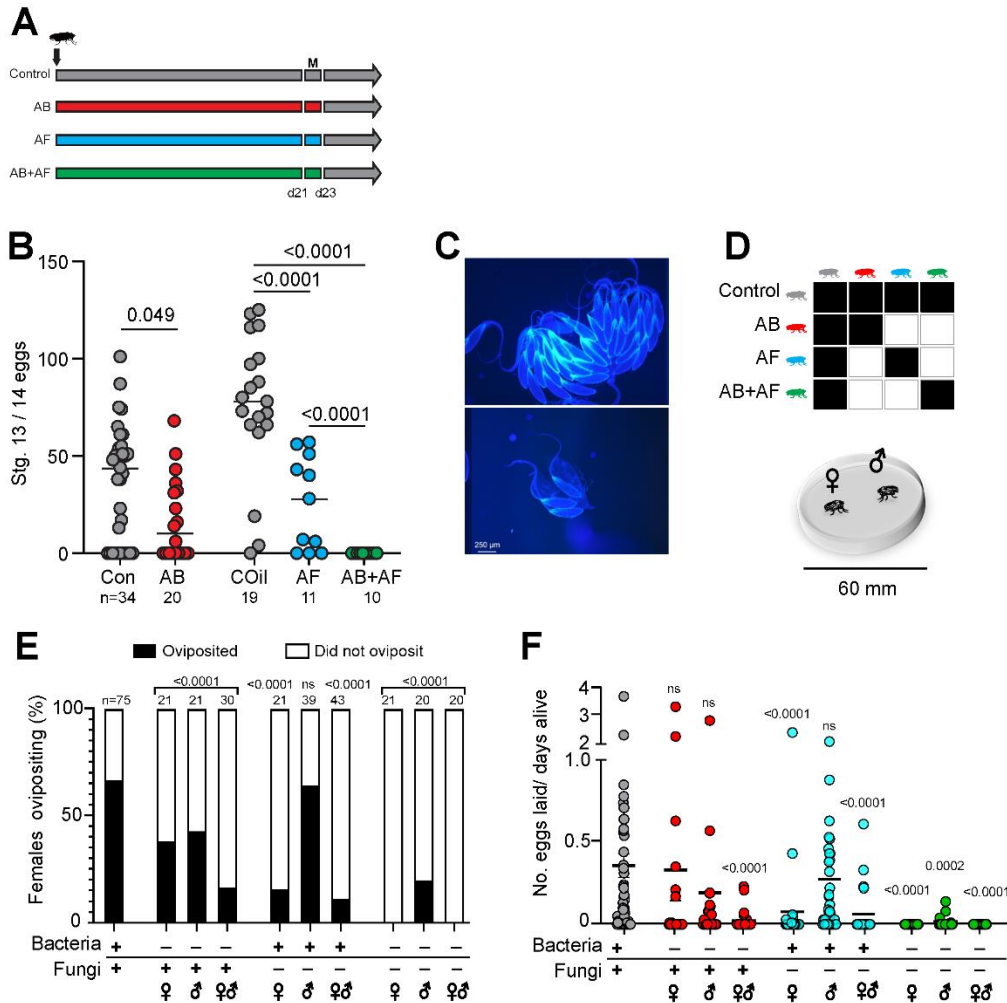 A
Control
M
AB
AF
AB+AF
d21 d23
B
Stg. 13 / 14 eggs
150
100
50
0
0.049
<0.0001
<0.0001
<0.0001
Con AB COil AF AB+AF
n=34 20 19 11 10
C
250 µm
D
Control
AB
AF
AB+AF
♀ ♂
60 mm
E
Oviposited Did not oviposit
Females ovipositing (%)
<0.0001 <0.0001 ns <0.0001 <0.0001
n=75 21 21 30 21 39 43 21 20 20
100
50
0
Bacteria + − − − + + + − − −
Fungi + + + + − − − − − −
♀ ♂ ♀♂ ♀ ♂ ♀♂ ♀ ♂ ♀♂
F
No. eggs laid/ days alive
4
3
2
1.0
0.5
0
ns ns <0.0001 <0.0001 ns <0.0001 <0.0001 0.0002 <0.0001
Bacteria + − − − + + + − − −
Fungi + + + + − − − − − −
♀ ♂ ♀♂ ♀ ♂ ♀♂ ♀ ♂ ♀♂